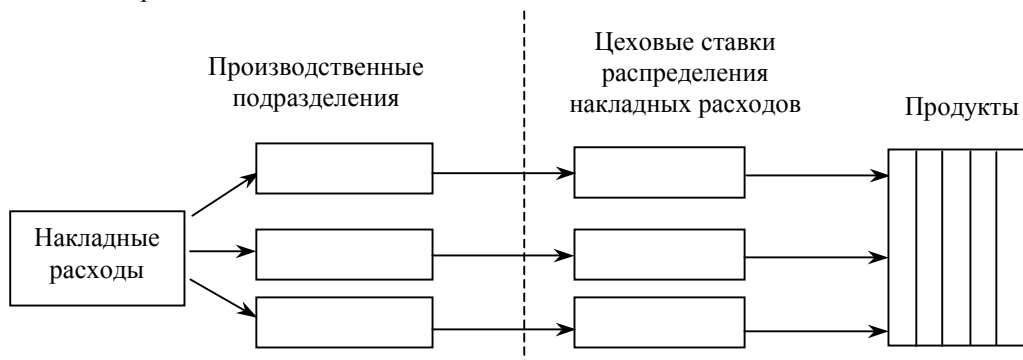 Производственные
подразделения
Цеховые ставки
распределения
накладных расходов
Продукты
Накладные
расходы